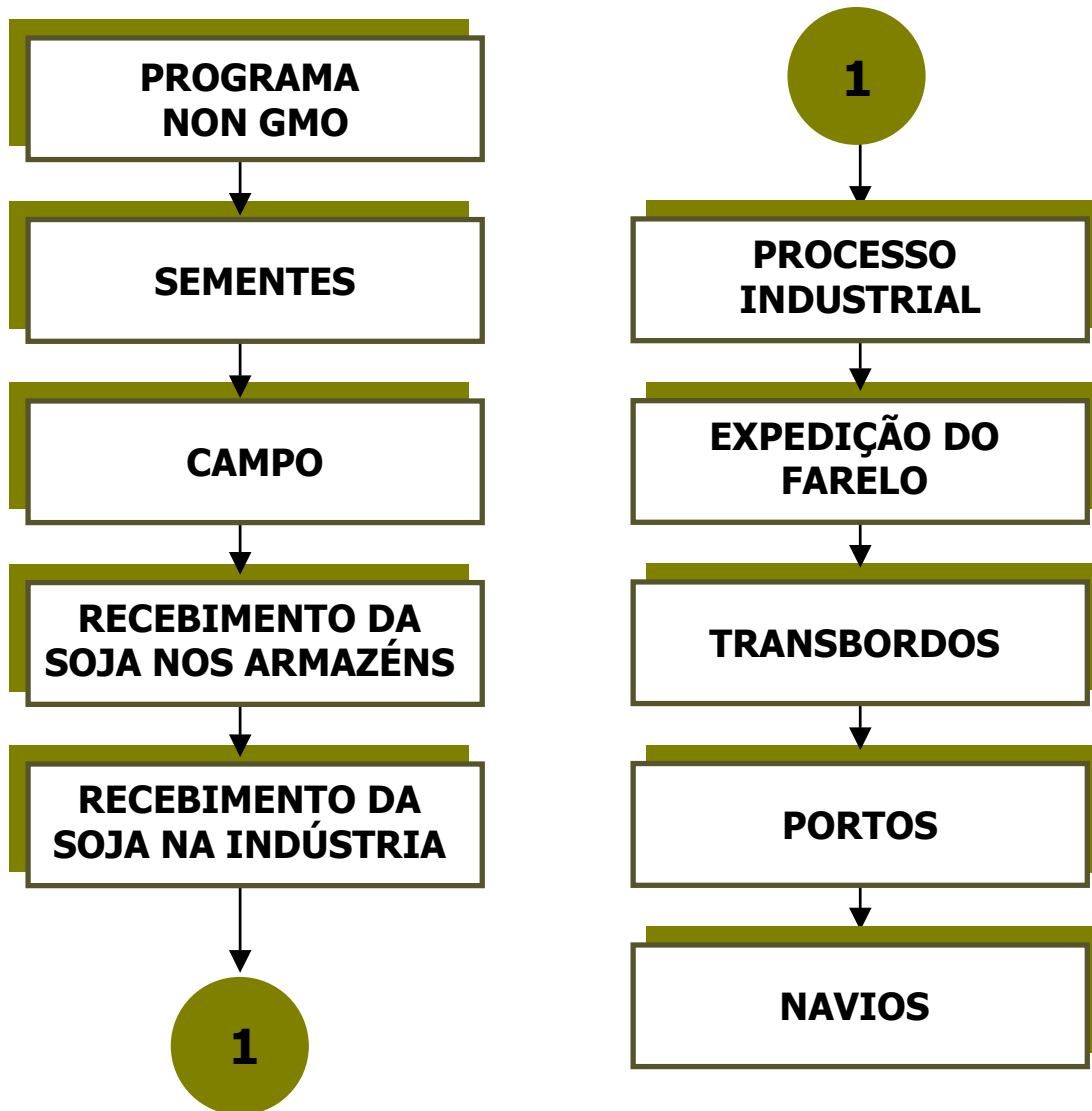 PROGRAMA
NON GMO
SEMENTES
CAMPO
RECEBIMENTO DA
SOJA NOS ARMAZÉNS
RECEBIMENTO DA
SOJA NA INDÚSTRIA
1
1
PROCESSO
INDUSTRIAL
EXPEDIÇÃO DO
FARELO
TRANSBORDOS
PORTOS
NAVIOS